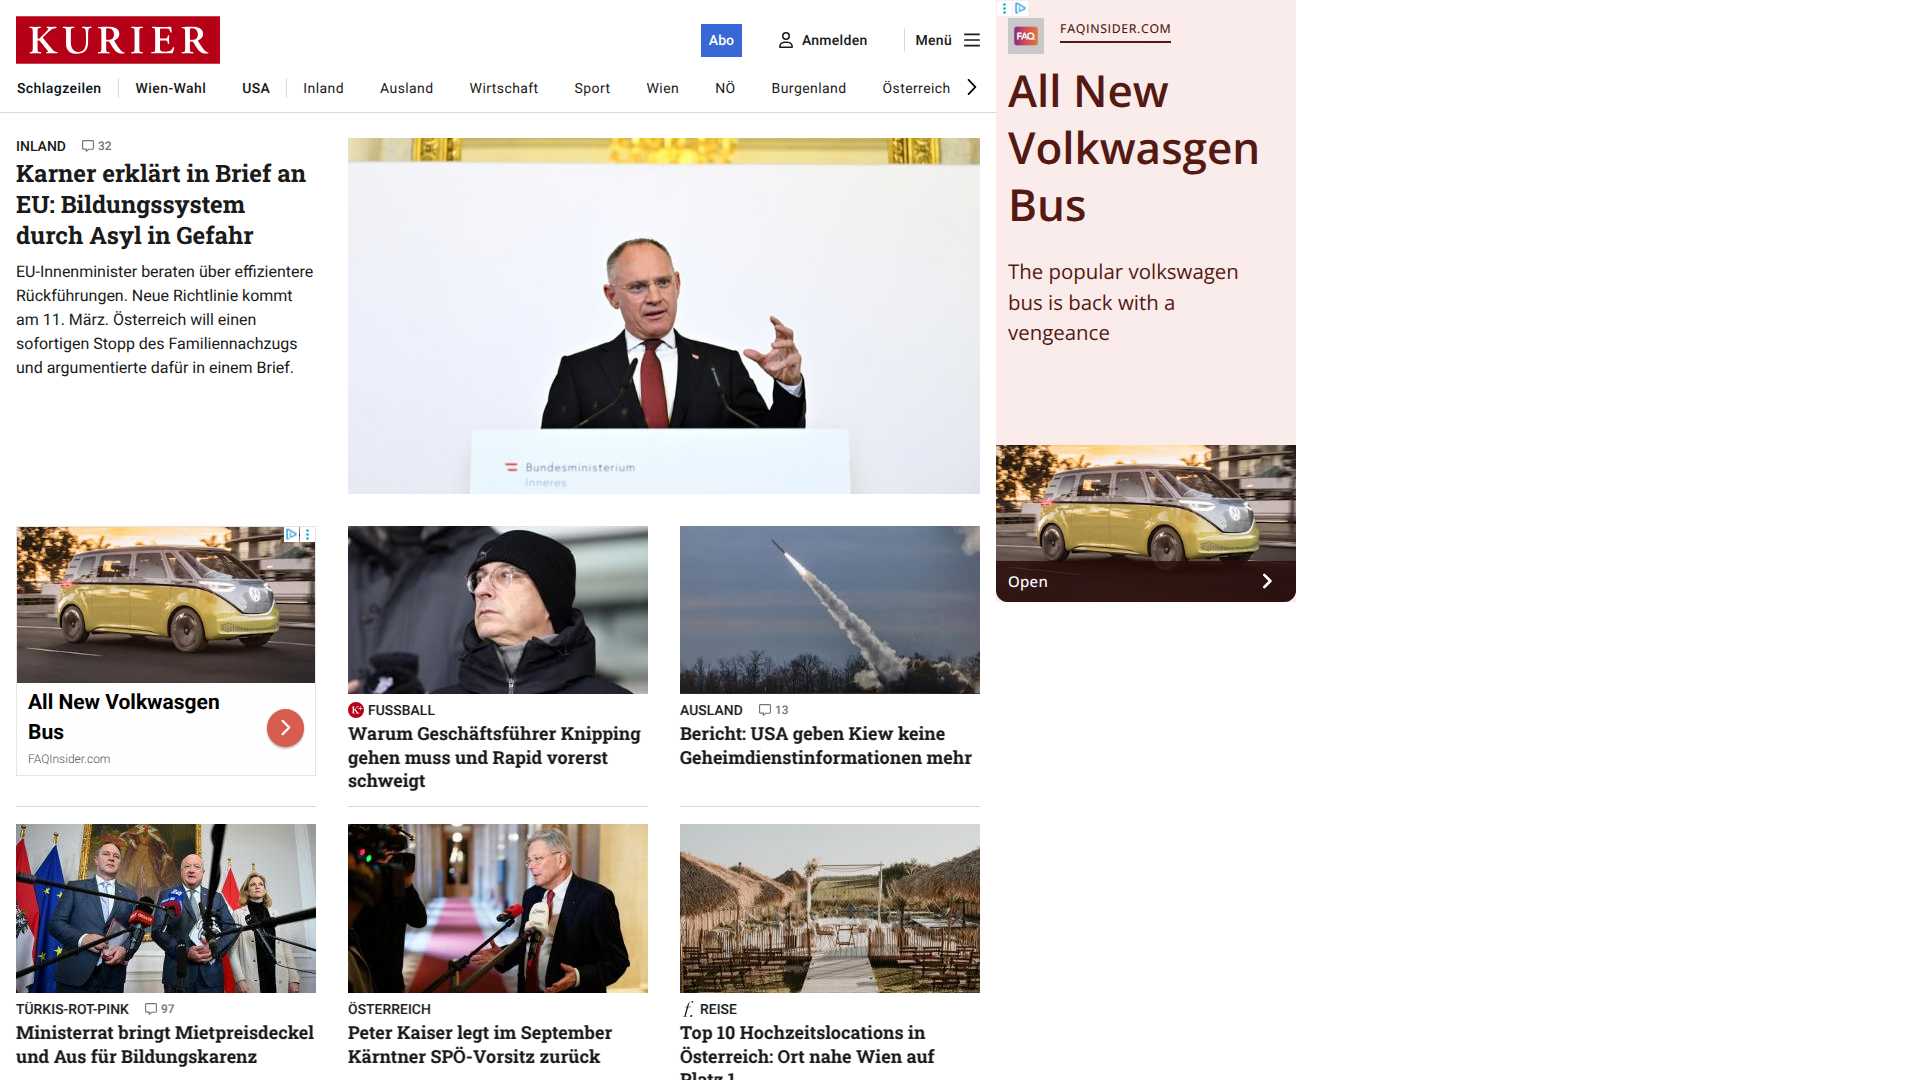 KURIER
Abo
Anmelden
Menü
Schlagzeilen
Wien-Wahl
USA
Inland
Ausland
Wirtschaft
Sport
Wien
NÖ
Burgenland
Österreich
INLAND 32
Karner erklärt in Brief an
EU: Bildungssystem
durch Asyl in Gefahr
EU-Innenminister beraten über effizientere
Rückführungen. Neue Richtlinie kommt
am 11. März. Österreich will einen
sofortigen Stopp des Familiennachzugs
und argumentierte dafür in einem Brief.
Bundesministerium
Inneres
FAQ
FAQINSIDER.COM
All New
Volkwasgen
Bus
The popular volkswagen
bus is back with a
vengeance
Open
All New Volkwasgen
Bus
FAQInsider.com
K+ FUSSBALL
Warum Geschäftsführer Knipping
gehen muss und Rapid vorerst
schweigt
AUSLAND 13
Bericht: USA geben Kiew keine
Geheimdienstinformationen mehr
TÜRKIS-ROT-PINK 97
Ministerrat bringt Mietpreisdeckel
und Aus für Bildungskarenz
ÖSTERREICH
Peter Kaiser legt im September
Kärntner SPÖ-Vorsitz zurück
f. REISE
Top 10 Hochzeitslocations in
Österreich: Ort nahe Wien auf
Platz 1